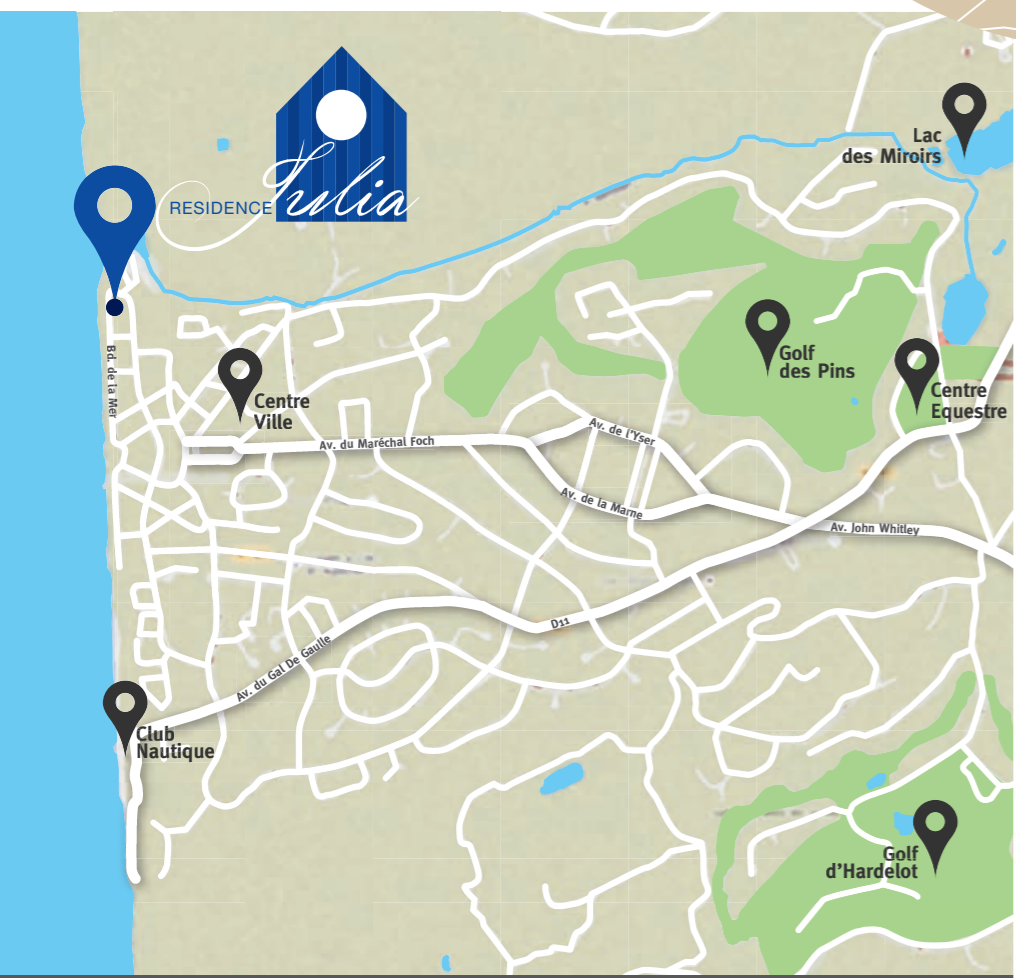 Lac
des Miroirs
RESIDENCE Julia
Golf
des Pins
Centre
Equestre
Bd. de la Mer
Centre
Ville
Av. du Maréchal Foch
Av. de l'Yser
Av. de la Marne
Av. John Whitley
D11
Av. du Gal De Gaulle
Club
Nautique
Golf
d'Hardelot